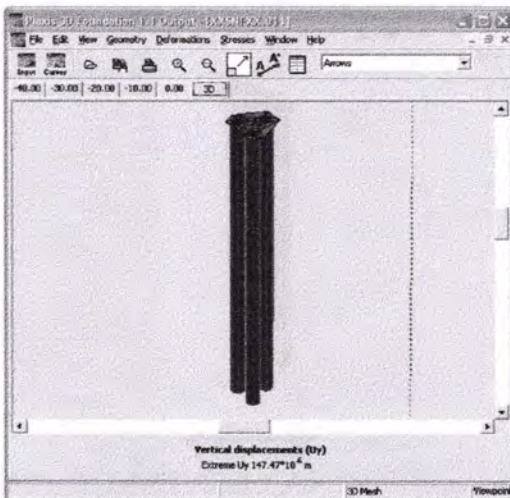 Plaxis 3D Foundation 1.1 Output -
File Edit View Geometry Deformations Stresses Window Help
Input Curves Arrows
-40.00 -30.00 -20.00 -10.00 0.00 3D
Vertical displacements (Uy)
Extreme Uy 147.47*10⁻⁶ m
3D Mesh Viewpoint